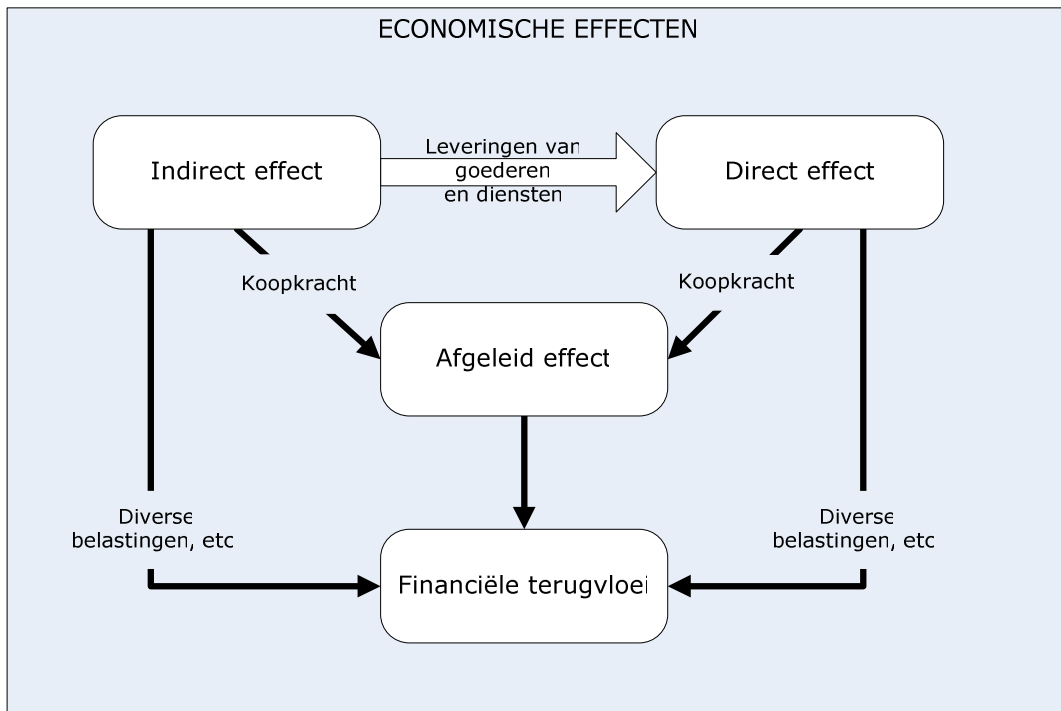 ECONOMISCHE EFFECTEN
Indirect effect
Leveringen van
goederen
en diensten
Direct effect
Koopkracht
Koopkracht
Afgeleid effect
Diverse
belastingen, etc
Diverse
belastingen, etc
Financiële terugvloei